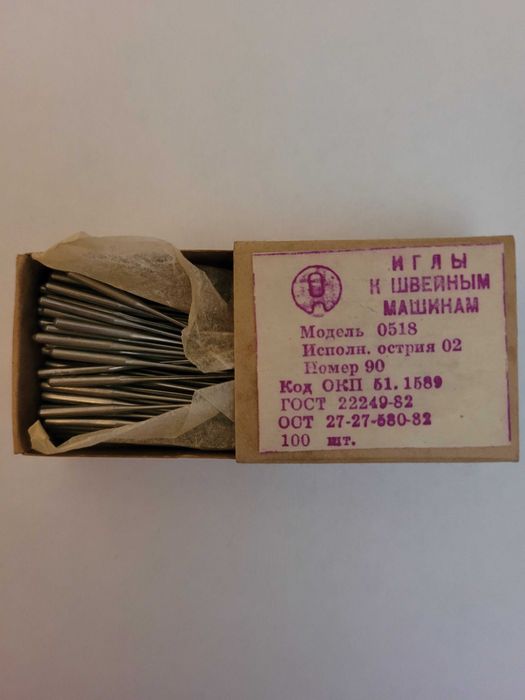 ИГЛЫ
К ШВЕЙНЫМ
МАШИНАМ
Модель 0518
Исполн. острия 02
Номер 90
Код ОКП 51.1589
ГОСТ 22249-82
ОСТ 27-27-580-82
100 шт.